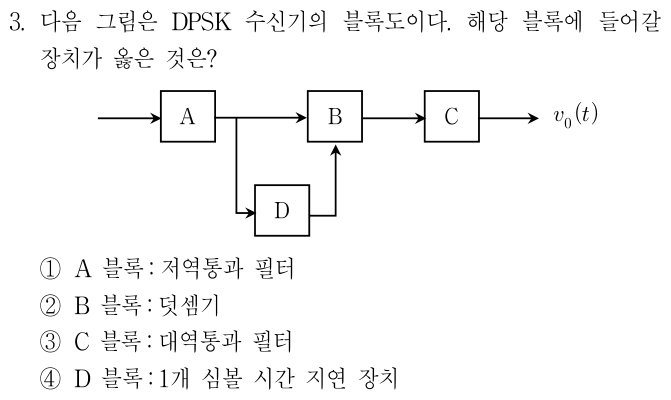 3. 다음 그림은 DPSK 수신기의 블록도이다. 해당 블록에 들어갈
장치가 옳은 것은?
A
B
C
v₀(t)
D
① A 블록 : 저역통과 필터
② B 블록 : 덧셈기
③ C 블록 : 대역통과 필터
④ D 블록 : 1개 심볼 시간 지연 장치